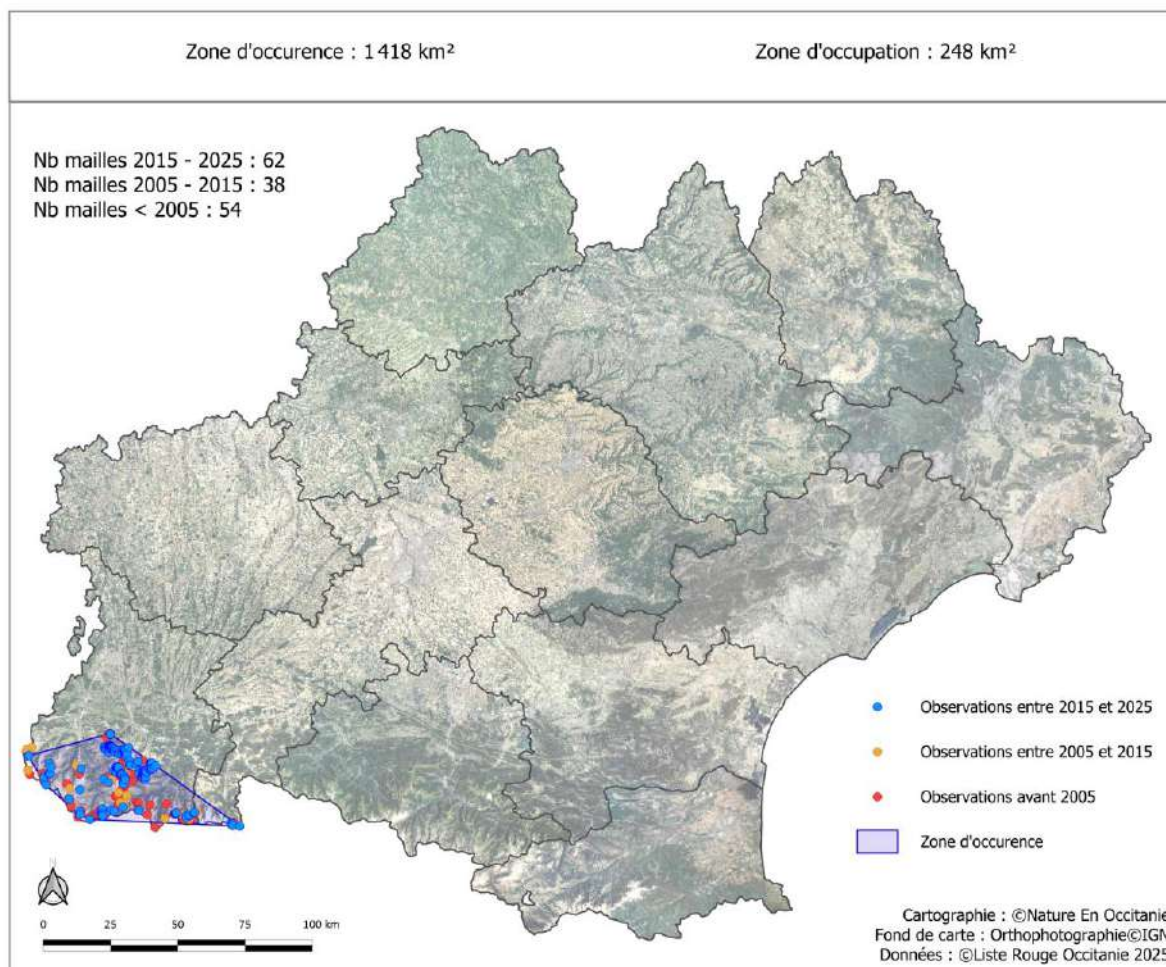 Zone d'occurence : 1 418 km²
Zone d'occupation : 248 km²
Nb mailles 2015 - 2025 : 62
Nb mailles 2005 - 2015 : 38
Nb mailles < 2005 : 54
Observations entre 2015 et 2025
Observations entre 2005 et 2015
Observations avant 2005
Zone d'occurence
N
0 25 50 75 100 km
Cartographie : ©Nature En Occitanie
Fond de carte : Orthophotographie©IGN
Données : ©Liste Rouge Occitanie 2025